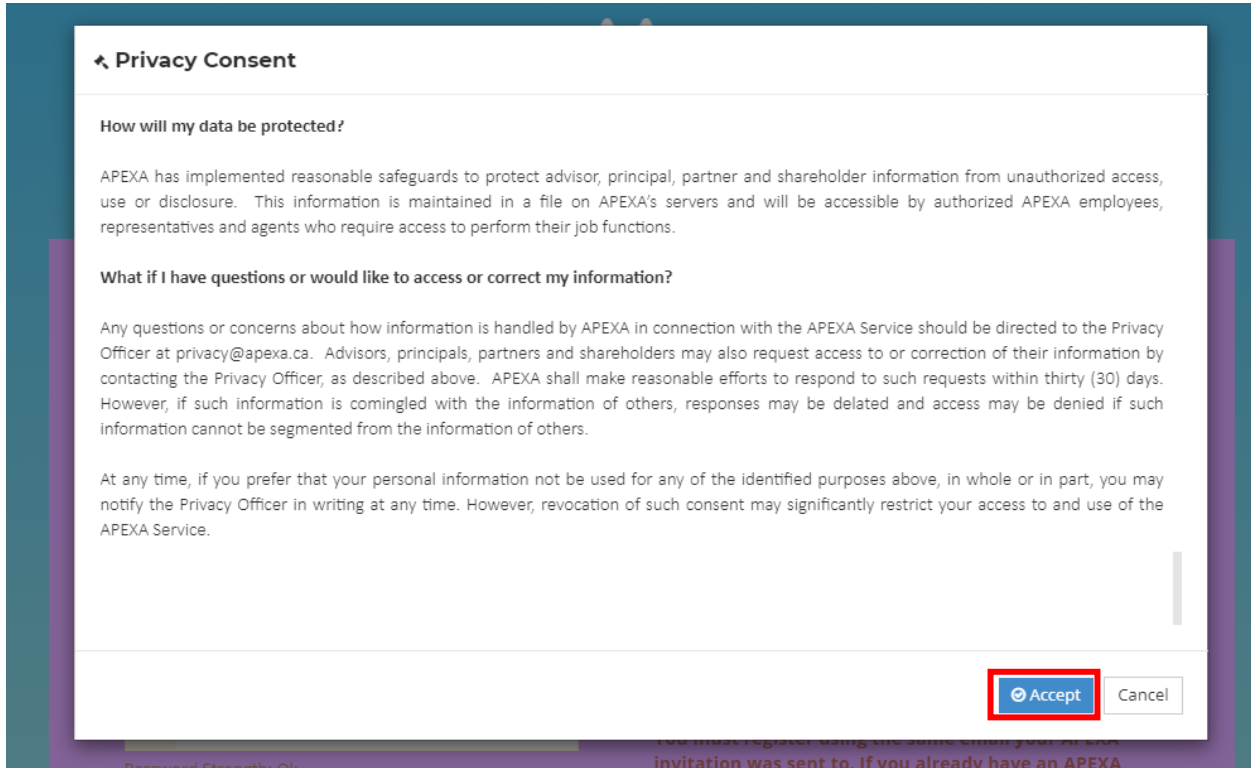 Privacy Consent
How will my data be protected?
APEXA has implemented reasonable safeguards to protect advisor, principal, partner and shareholder information from unauthorized access,
use or disclosure. This information is maintained in a file on APEXA's servers and will be accessible by authorized APEXA employees,
representatives and agents who require access to perform their job functions.
What if I have questions or would like to access or correct my information?
Any questions or concerns about how information is handled by APEXA in connection with the APEXA Service should be directed to the Privacy
Officer at privacy@apexa.ca. Advisors, principals, partners and shareholders may also request access to or correction of their information by
contacting the Privacy Officer, as described above. APEXA shall make reasonable efforts to respond to such requests within thirty (30) days.
However, if such information is comingled with the information of others, responses may be delated and access may be denied if such
information cannot be segmented from the information of others.
At any time, if you prefer that your personal information not be used for any of the identified purposes above, in whole or in part, you may
notify the Privacy Officer in writing at any time. However, revocation of such consent may significantly restrict your access to and use of the
APEXA Service.
Accept Cancel
You must register using the same email your APEXA
Password Strength: Ok
invitation was sent to. If you already have an APEXA